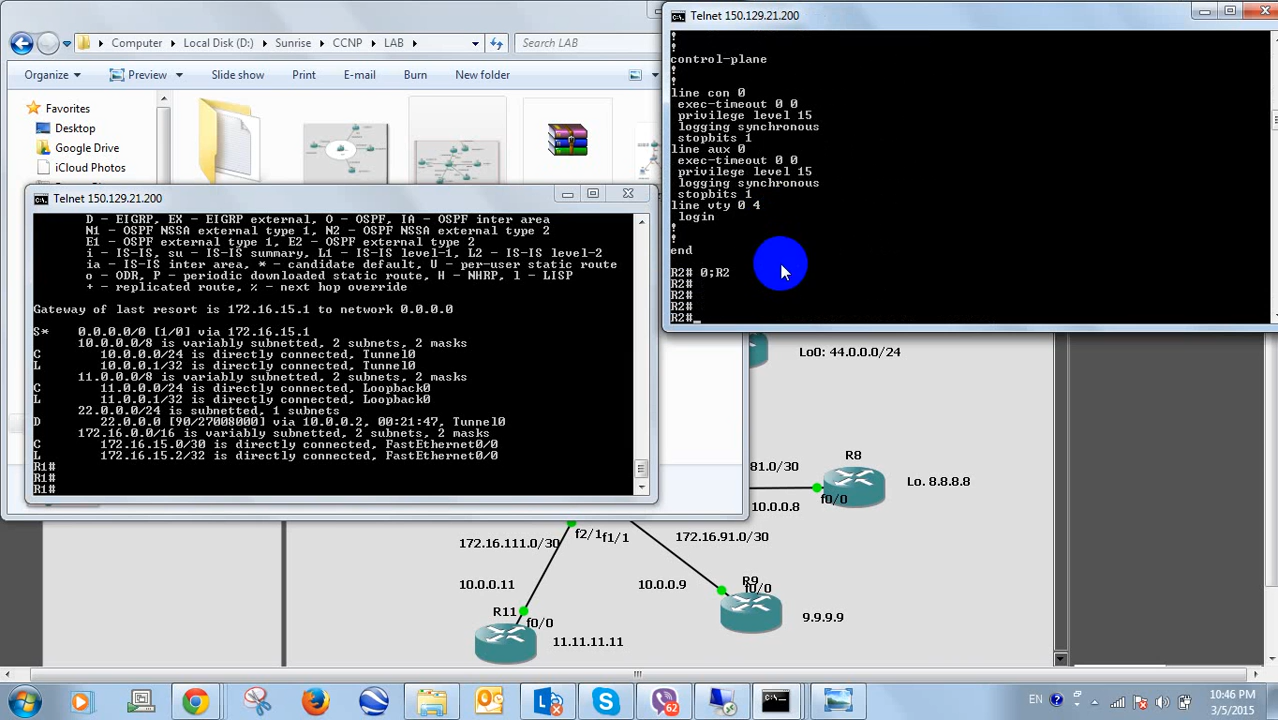 Telnet 150.129.21.200
Computer
Local Disk (D:)
Sunrise
CCNP
LAB
Search LAB
Organize
Preview
Slide show
Print
E-mail
Burn
New folder
Favorites
Desktop
Google Drive
iCloud Photos
!
!
control-plane
!
!
line con 0
exec-timeout 0 0
privilege level 15
logging synchronous
stopbits 1
line aux 0
exec-timeout 0 0
privilege level 15
logging synchronous
stopbits 1
line vty 0 4
login
!
!
end
R2# 0;R2
R2#
R2#
R2#
R2#_
Telnet 150.129.21.200
D - EIGRP, EX - EIGRP external, O - OSPF, IA - OSPF inter area
N1 - OSPF NSSA external type 1, N2 - OSPF NSSA external type 2
E1 - OSPF external type 1, E2 - OSPF external type 2
i - IS-IS, su - IS-IS summary, L1 - IS-IS level-1, L2 - IS-IS level-2
ia - IS-IS inter area, * - candidate default, U - per-user static route
o - ODR, P - periodic downloaded static route, H - NHRP, l - LISP
+ - replicated route, % - next hop override
Gateway of last resort is 172.16.15.1 to network 0.0.0.0
S* 0.0.0.0/0 [1/0] via 172.16.15.1
10.0.0.0/8 is variably subnetted, 2 subnets, 2 masks
C 10.0.0.0/24 is directly connected, Tunnel0
L 10.0.0.1/32 is directly connected, Tunnel0
11.0.0.0/8 is variably subnetted, 2 subnets, 2 masks
C 11.0.0.0/24 is directly connected, Loopback0
L 11.0.0.1/32 is directly connected, Loopback0
22.0.0.0/24 is subnetted, 1 subnets
D 22.0.0.0 [90/27008000] via 10.0.0.2, 00:21:47, Tunnel0
172.16.0.0/16 is variably subnetted, 2 subnets, 2 masks
C 172.16.15.0/30 is directly connected, FastEthernet0/0
L 172.16.15.2/32 is directly connected, FastEthernet0/0
R1#
R1#
R1#
Lo0: 44.0.0.0/24
81.0/30
R8
Lo. 8.8.8.8
f0/0
10.0.0.8
172.16.111.0/30
f2/1
f1/1
172.16.91.0/30
10.0.0.11
10.0.0.9
R9
f0/0
R11
f0/0
11.11.11.11
9.9.9.9
62
EN
10:46 PM
3/5/2015